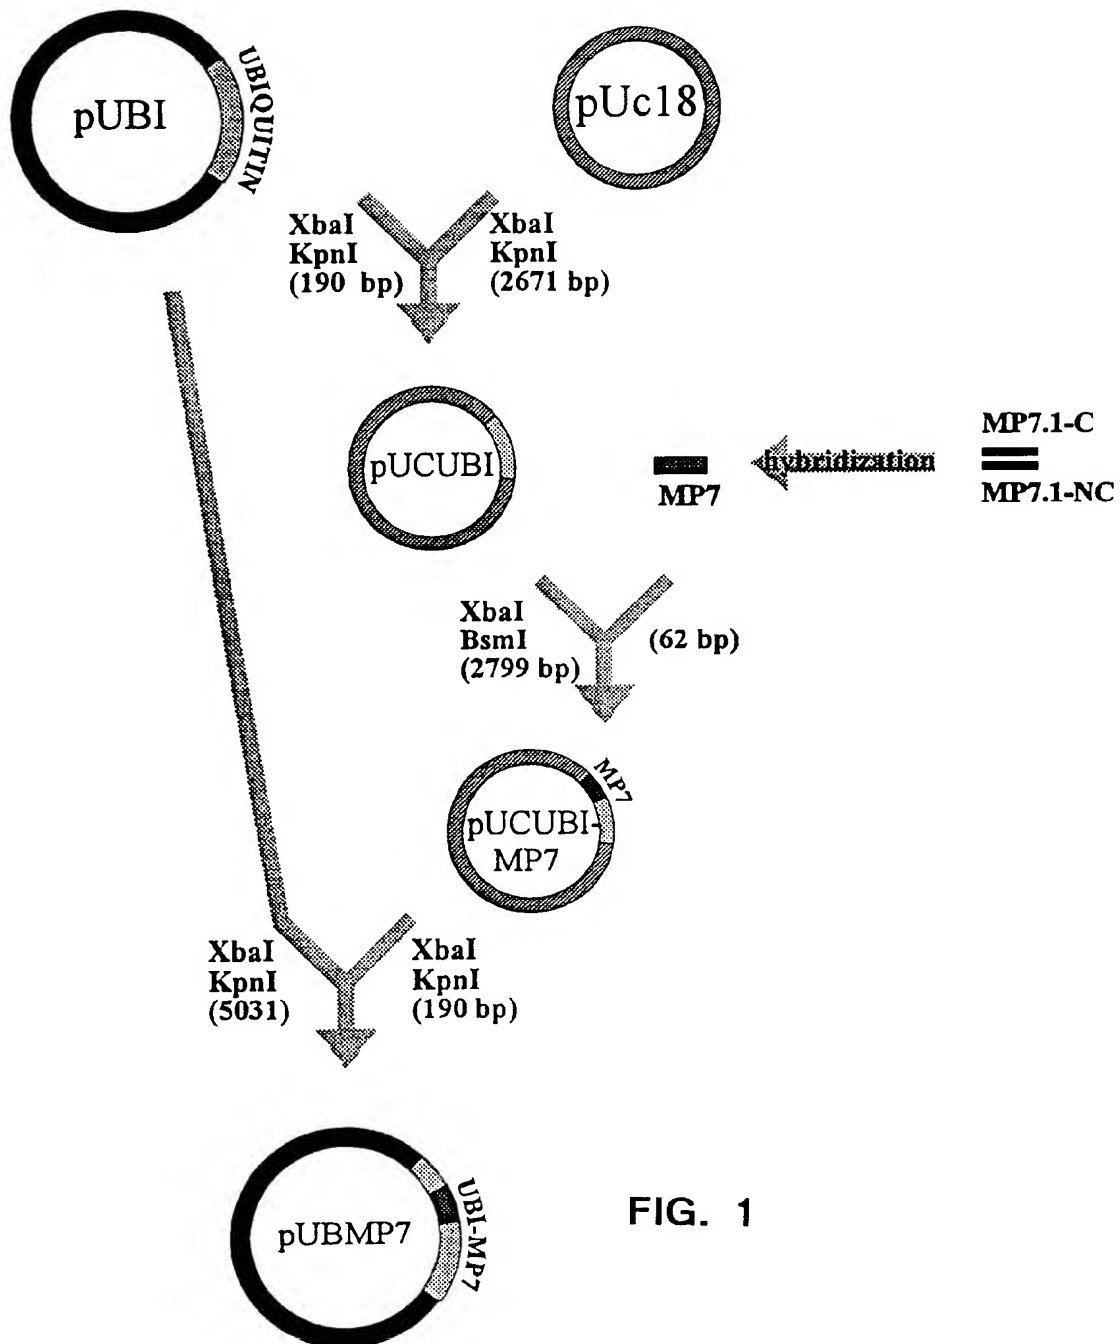 pUBI
UBIQUITIN
pUc18
XbaI
KpnI
(190 bp)
XbaI
KpnI
(2671 bp)
pUCUBI
MP7
hybridization
MP7.1-C
MP7.1-NC
XbaI
BsmI
(2799 bp)
(62 bp)
MP7
pUCUBI-
MP7
XbaI
KpnI
(5031)
XbaI
KpnI
(190 bp)
pUBMP7
UBI-MP7
FIG. 1